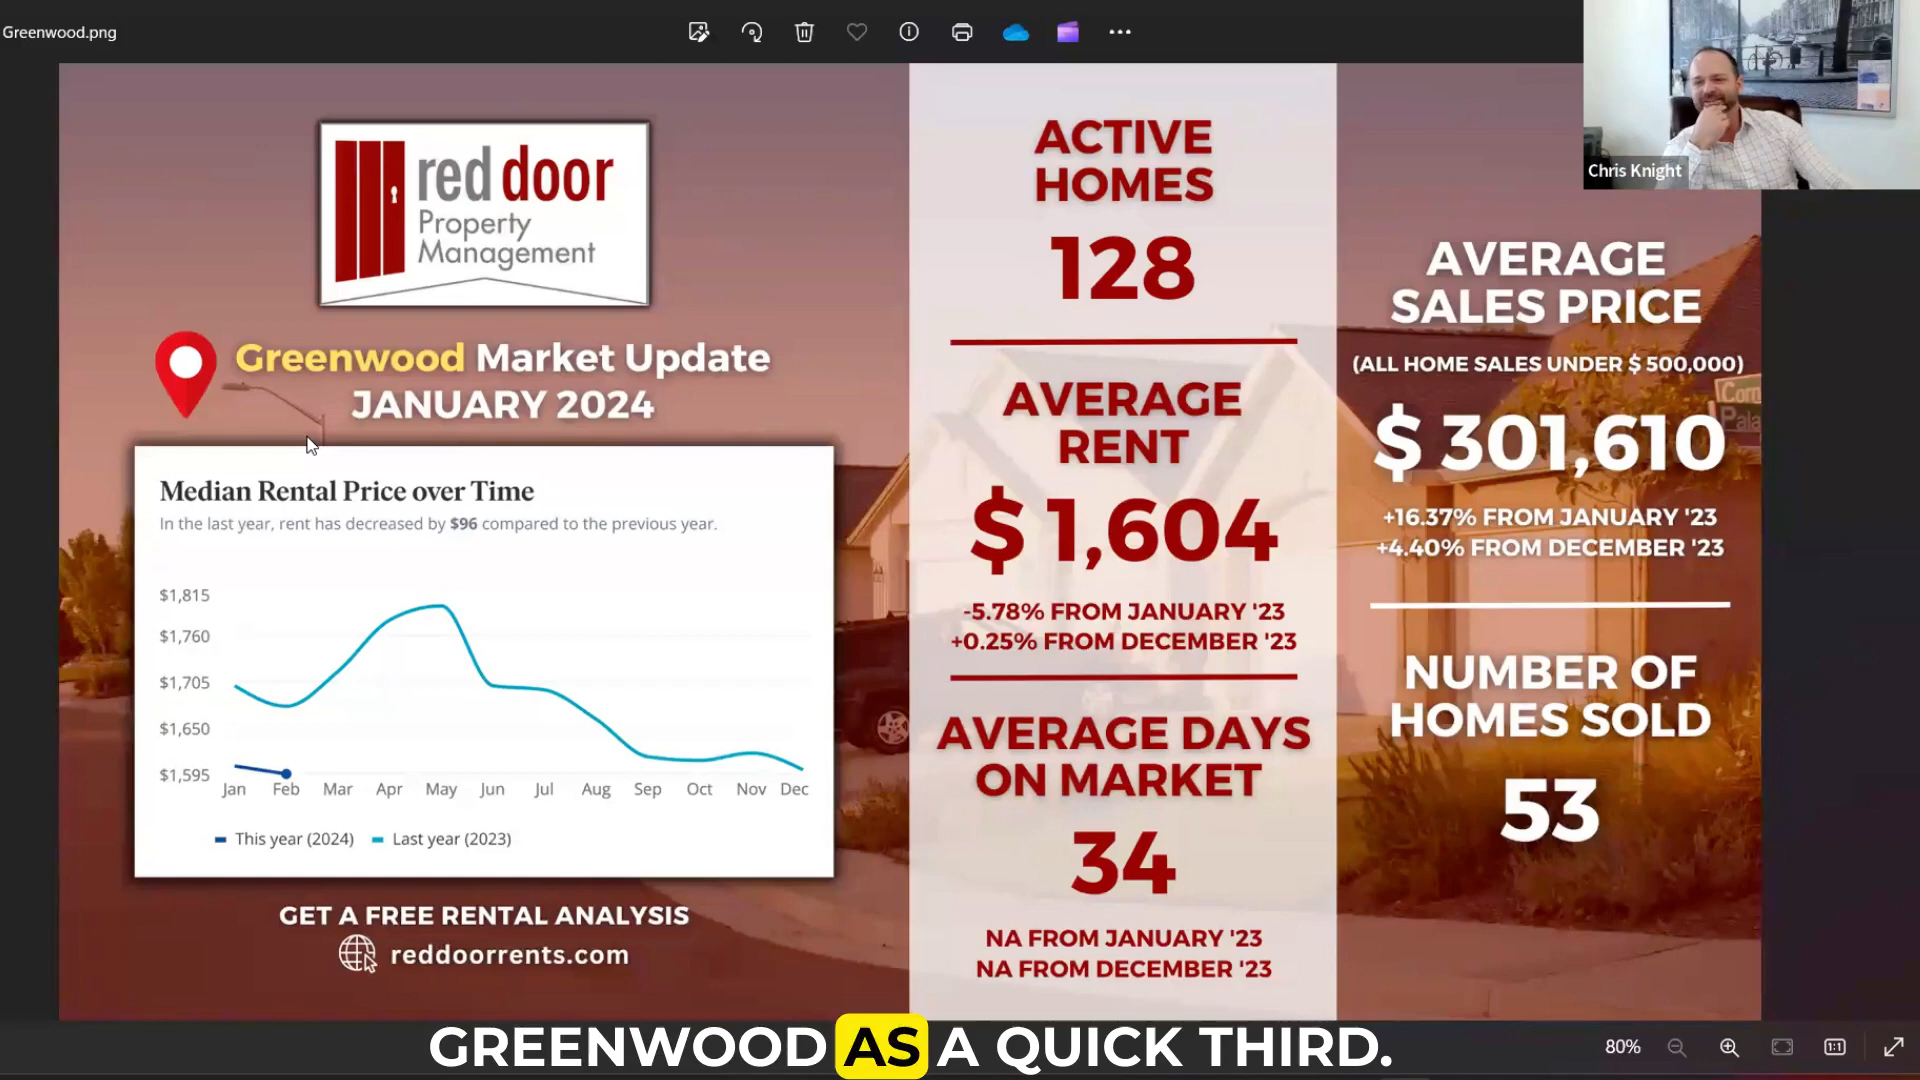 Greenwood.png
Chris Knight
red door
Property
Management
Greenwood Market Update
JANUARY 2024
Median Rental Price over Time
In the last year, rent has decreased by $96 compared to the previous year.
$1,815
$1,760
$1,705
$1,650
$1,595
Jan Feb Mar Apr May Jun Jul Aug Sep Oct Nov Dec
This year (2024) Last year (2023)
GET A FREE RENTAL ANALYSIS
reddoorrents.com
ACTIVE
HOMES
128
AVERAGE
RENT
$ 1,604
-5.78% FROM JANUARY '23
+0.25% FROM DECEMBER '23
AVERAGE DAYS
ON MARKET
34
NA FROM JANUARY '23
NA FROM DECEMBER '23
AVERAGE
SALES PRICE
(ALL HOME SALES UNDER $ 500,000)
$ 301,610
+16.37% FROM JANUARY '23
+4.40% FROM DECEMBER '23
NUMBER OF
HOMES SOLD
53
GREENWOOD AS A QUICK THIRD.
80%
1:1